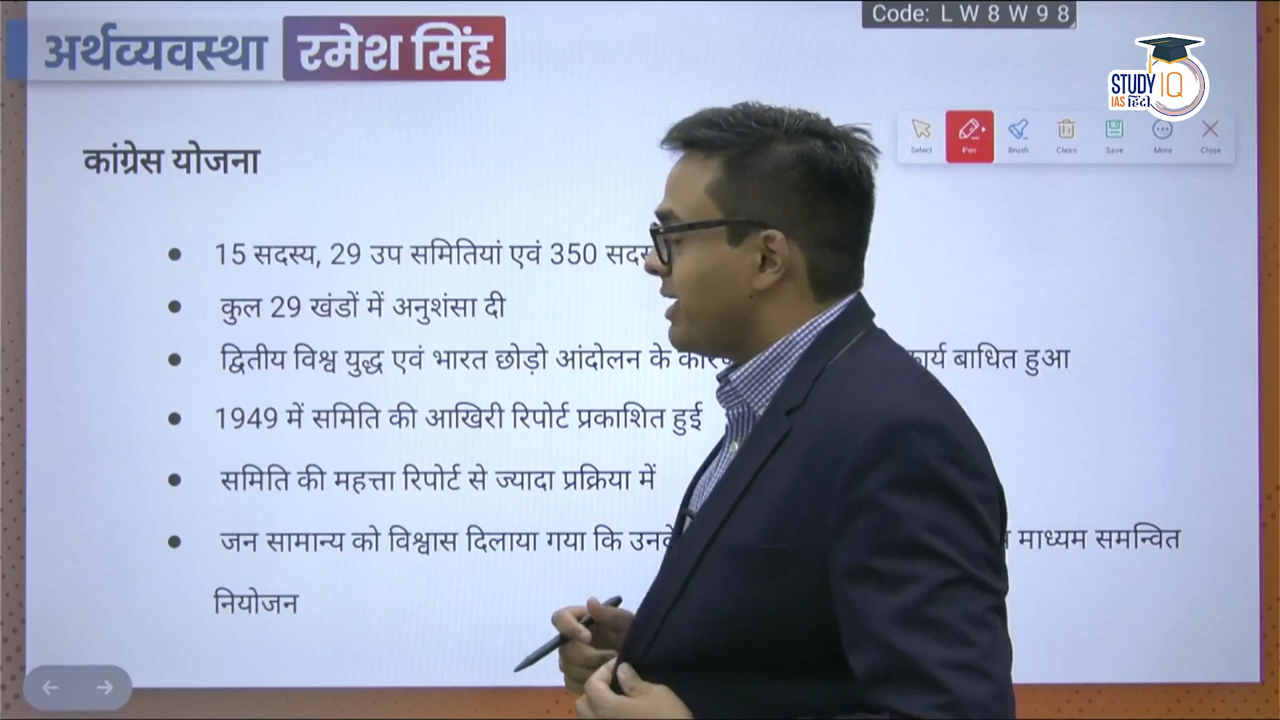 Code: L W 8 W 9 8
अर्थव्यवस्था रमेश सिंह
STUDY IQ
IAS हिंदी
Select Pen Brush Clean Save More Close
कांग्रेस योजना
15 सदस्य, 29 उप समितियां एवं 350
कुल 29 खंडों में अनुशंसा दी
द्वितीय विश्व युद्ध एवं भारत छोड़ो आंदोलन के बाधित हुआ
1949 में समिति की आखिरी रिपोर्ट प्रकाशित हुई
समिति की महत्ता रिपोर्ट से ज्यादा प्रक्रिया में
जन सामान्य को विश्वास दिलाया गया कि माध्यम समन्वित
नियोजन